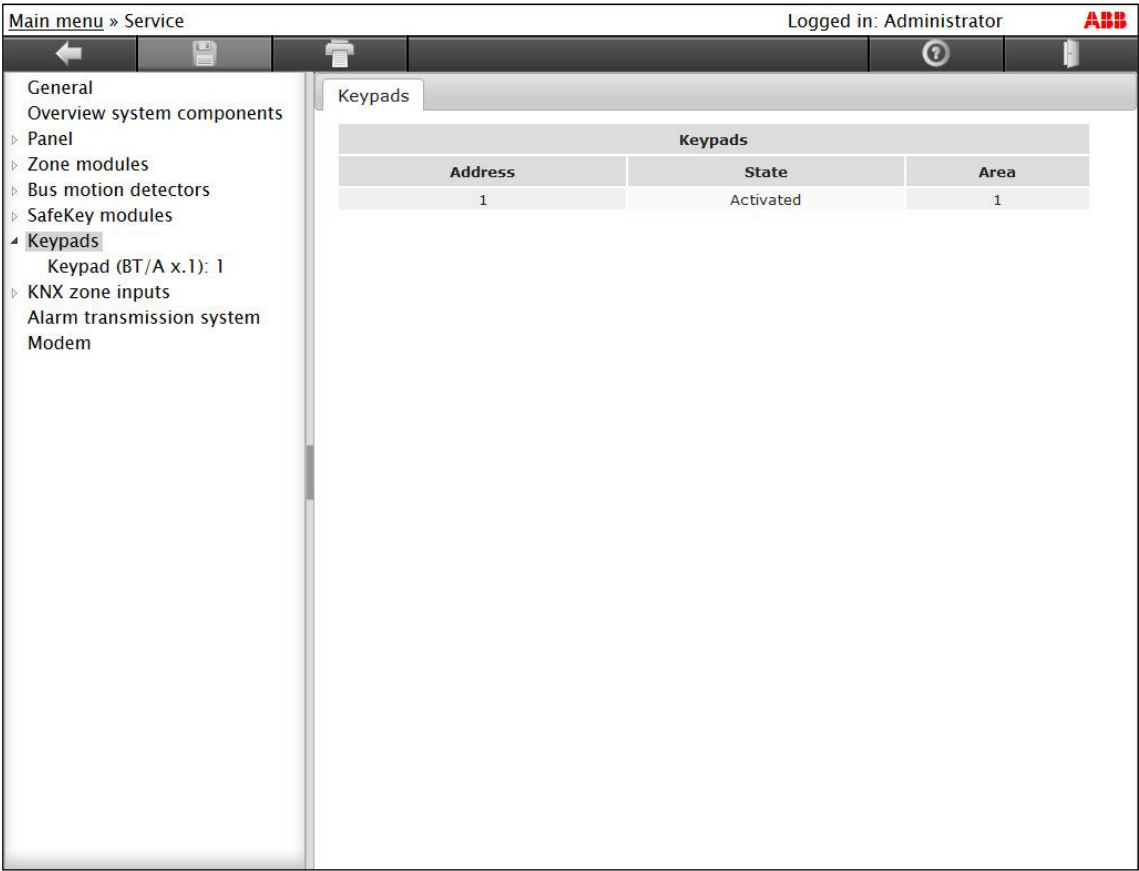 Main menu » Service
Logged in: Administrator
ABB
General
Overview system components
Panel
Zone modules
Bus motion detectors
SafeKey modules
Keypads
Keypad (BT/A x.1): 1
KNX zone inputs
Alarm transmission system
Modem
Keypads
Keypads
Address State Area
1 Activated 1